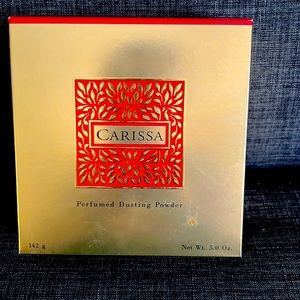 CARISSA
Perfumed Dusting Powder
142 g Net Wt. 5.0 Oz.